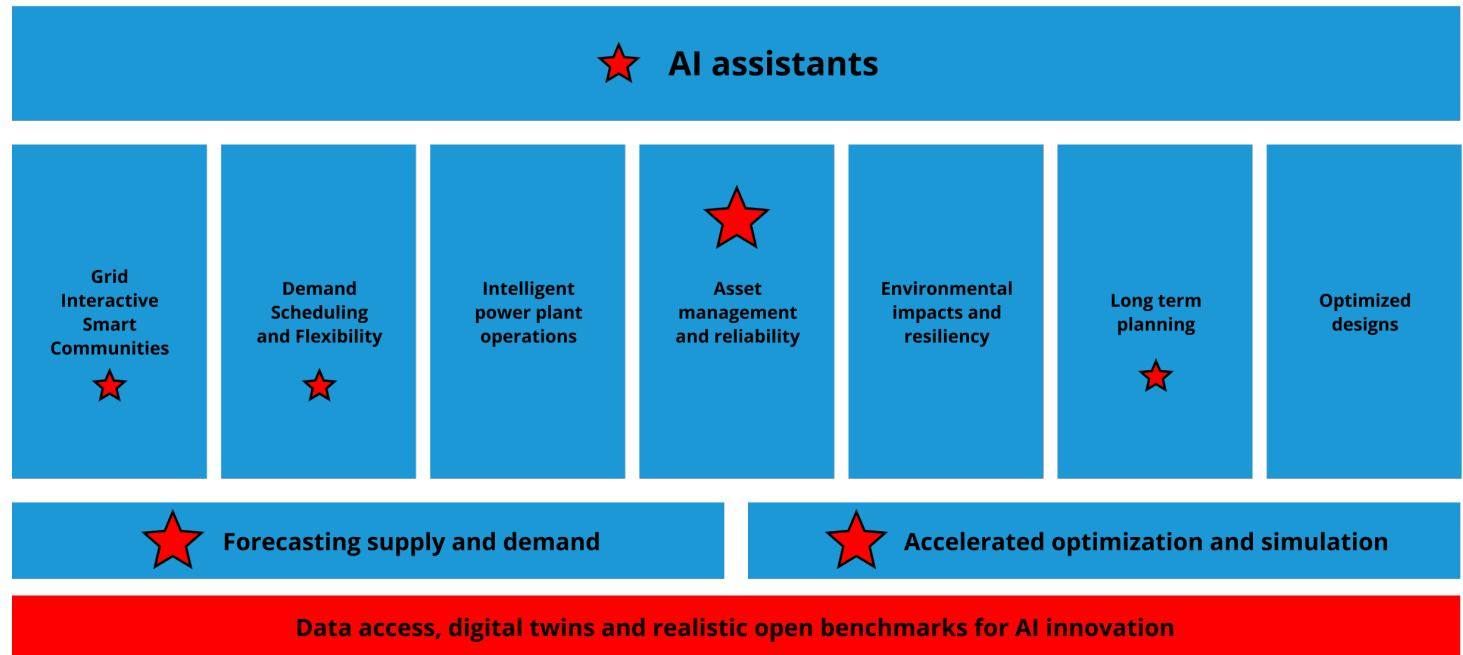 AI assistants
Grid
Interactive
Smart
Communities
Demand
Scheduling
and Flexibility
Intelligent
power plant
operations
Asset
management
and reliability
Environmental
impacts and
resiliency
Long term
planning
Optimized
designs
Forecasting supply and demand
Accelerated optimization and simulation
Data access, digital twins and realistic open benchmarks for AI innovation